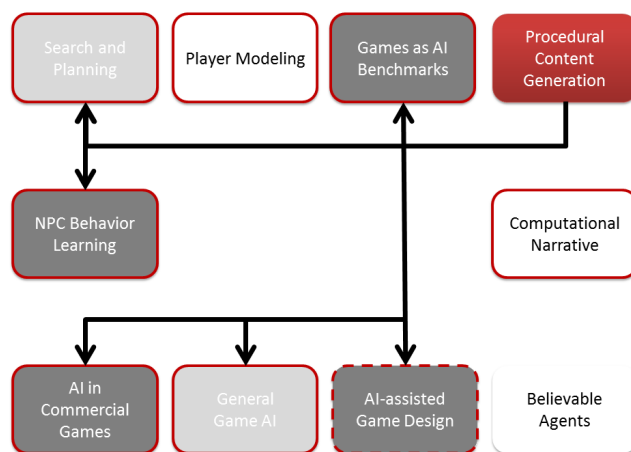 Search and
Planning
Player Modeling
Games as AI
Benchmarks
Procedural
Content
Generation
NPC Behavior
Learning
Computational
Narrative
AI in
Commercial
Games
General
Game AI
AI-assisted
Game Design
Believable
Agents